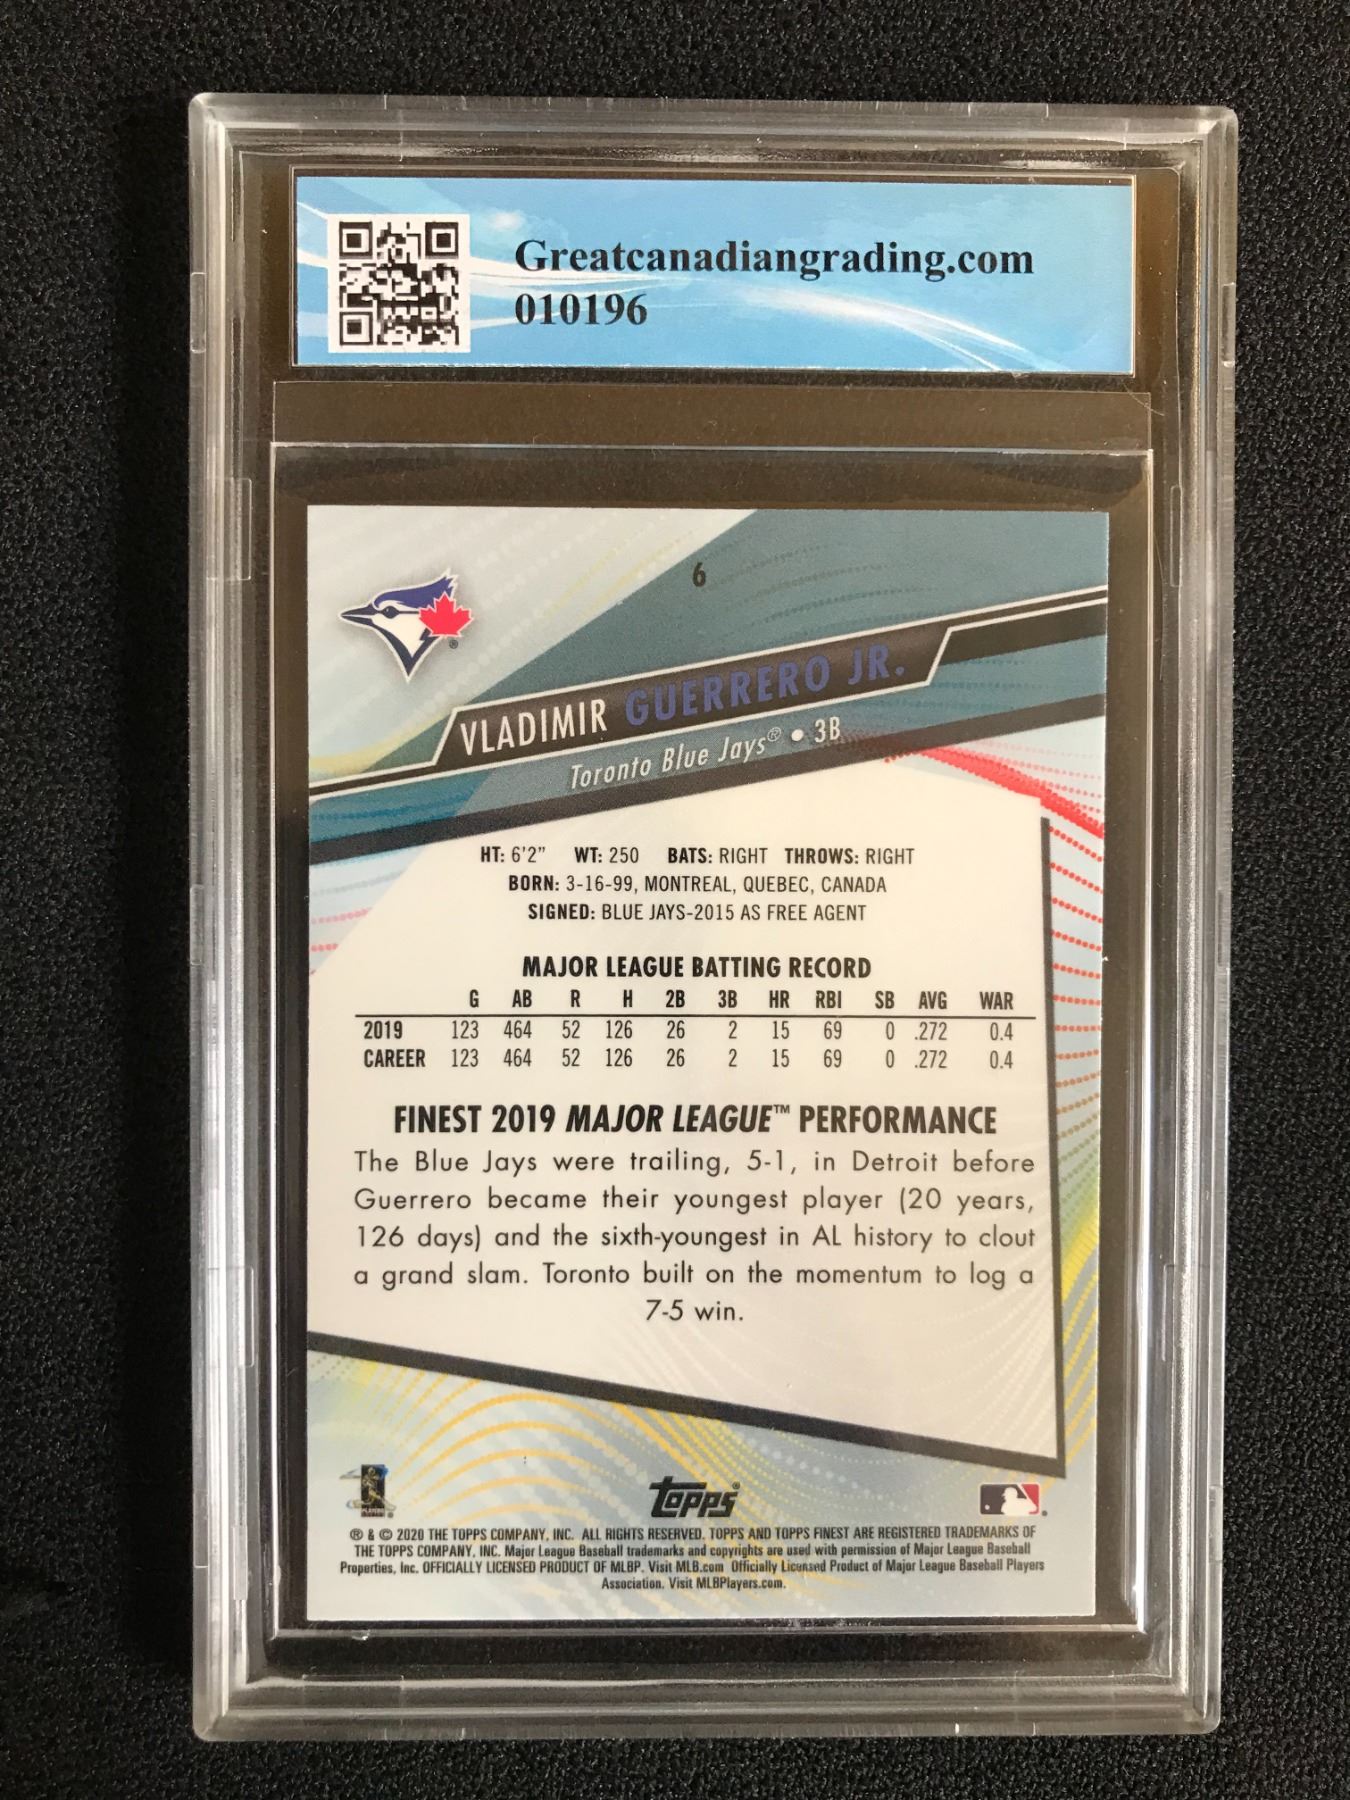 Greatcanadiangrading.com
010196
6
VLADIMIR GUERRERO JR.
Toronto Blue Jays® • 3B
HT: 6'2" WT: 250 BATS: RIGHT THROWS: RIGHT
BORN: 3-16-99, MONTREAL, QUEBEC, CANADA
SIGNED: BLUE JAYS-2015 AS FREE AGENT
MAJOR LEAGUE BATTING RECORD
G AB R H 2B 3B HR RBI SB AVG WAR
2019 123 464 52 126 26 2 15 69 0 .272 0.4
CAREER 123 464 52 126 26 2 15 69 0 .272 0.4
FINEST 2019 MAJOR LEAGUE™ PERFORMANCE
The Blue Jays were trailing, 5-1, in Detroit before
Guerrero became their youngest player (20 years,
126 days) and the sixth-youngest in AL history to clout
a grand slam. Toronto built on the momentum to log a
7-5 win.
topps®
® & © 2020 THE TOPPS COMPANY, INC. ALL RIGHTS RESERVED. TOPPS AND TOPPS FINEST ARE REGISTERED TRADEMARKS OF
THE TOPPS COMPANY, INC. Major League Baseball trademarks and copyrights are used with permission of Major League Baseball
Properties, Inc. OFFICIALLY LICENSED PRODUCT OF MLBP. Visit MLB.com Officially Licensed Product of Major League Baseball Players
Association. Visit MLBPlayers.com.